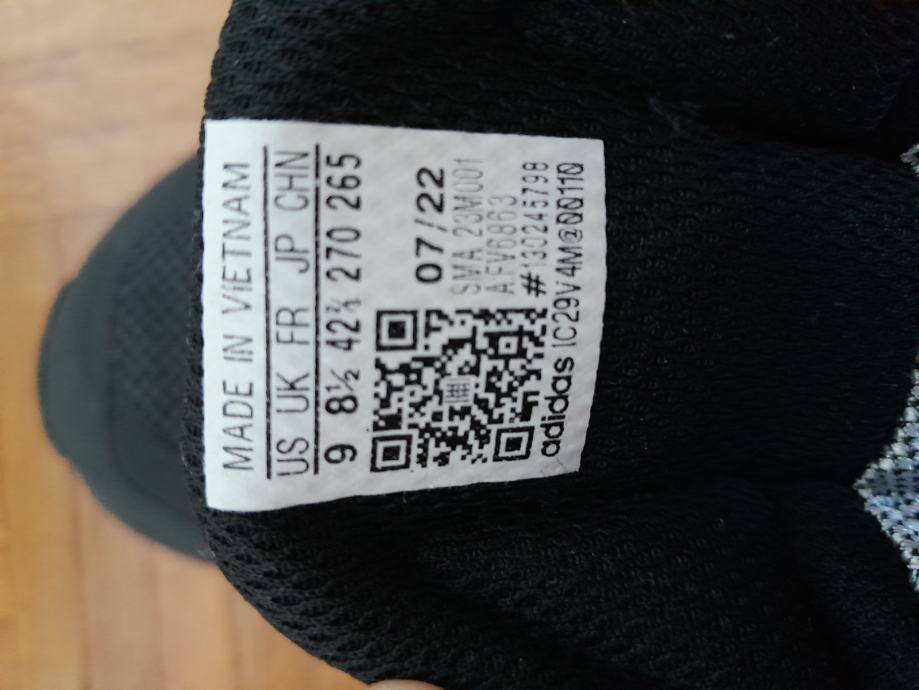 MADE IN VIETNAM
US UK FR JP CHN
9 8½ 42⅔ 270 265
07/22
SMA 23M001
AFV6863
#130245798
adidas IC29V4M@00110